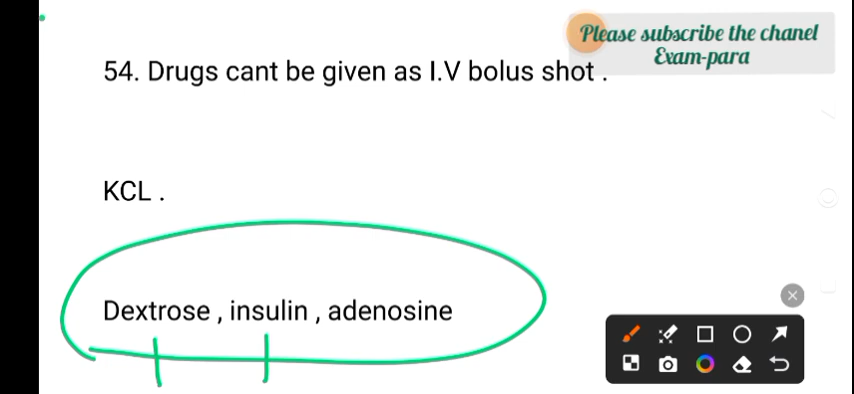 Please subscribe the chanel
Exam-para
54. Drugs cant be given as I.V bolus shot .
KCL .
Dextrose , insulin , adenosine